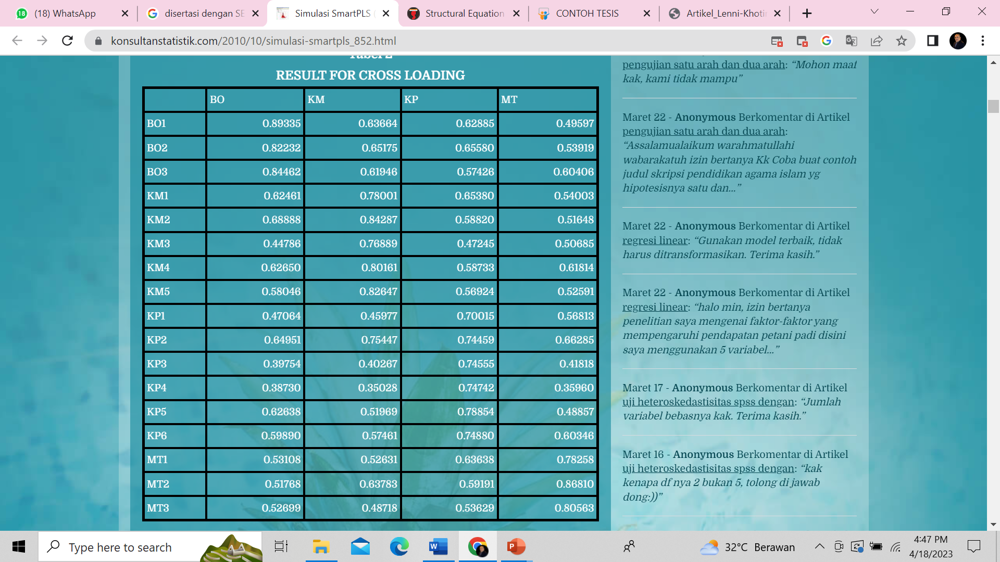 (18) WhatsApp
disertasi dengan SE
Simulasi SmartPLS (
Structural Equation
CONTOH TESIS
Artikel_Lenni-Khotin
konsultanstatistik.com/2010/10/simulasi-smartpls_852.html
Tabel 2
RESULT FOR CROSS LOADING
BO KM KP MT
BO1 0.89335 0.63664 0.62885 0.49597
BO2 0.82232 0.65175 0.65580 0.53919
BO3 0.84462 0.61946 0.57426 0.60406
KM1 0.62461 0.78001 0.65380 0.54003
KM2 0.68888 0.84287 0.58820 0.51648
KM3 0.44786 0.76889 0.47245 0.50685
KM4 0.62650 0.80161 0.58733 0.61814
KM5 0.58046 0.82647 0.56924 0.52591
KP1 0.47064 0.45977 0.70015 0.56813
KP2 0.64951 0.75447 0.74459 0.66285
KP3 0.39754 0.40267 0.74555 0.41818
KP4 0.38730 0.35028 0.74742 0.35960
KP5 0.62638 0.51969 0.78854 0.48857
KP6 0.59890 0.57461 0.74880 0.60346
MT1 0.53108 0.52631 0.63638 0.78258
MT2 0.51768 0.63783 0.59191 0.86810
MT3 0.52699 0.48718 0.53629 0.80563
pengujian satu arah dan dua arah: “Mohon maaf
kak, kami tidak mampu”
Maret 22 - Anonymous Berkomentar di Artikel
pengujian satu arah dan dua arah:
“Assalamualaikum warahmatullahi
wabarakatuh izin bertanya Kk Coba buat contoh
judul skripsi pendidikan agama islam yg
hipotesisnya satu dan...”
Maret 22 - Anonymous Berkomentar di Artikel
regresi linear: “Gunakan model terbaik, tidak
harus ditransformasikan. Terima kasih.”
Maret 22 - Anonymous Berkomentar di Artikel
regresi linear: “halo min, izin bertanya
penelitian saya mengenai faktor-faktor yang
mempengaruhi pendapatan petani padi disini
saya menggunakan 5 variabel...”
Maret 17 - Anonymous Berkomentar di Artikel
uji heteroskedastisitas spss dengan: “Jumlah
variabel bebasnya kak. Terima kasih.”
Maret 16 - Anonymous Berkomentar di Artikel
uji heteroskedastisitas spss dengan: “kak
kenapa df nya 2 bukan 5, tolong di jawab
dong:))”
Type here to search
32°C Berawan
4:47 PM
4/18/2023